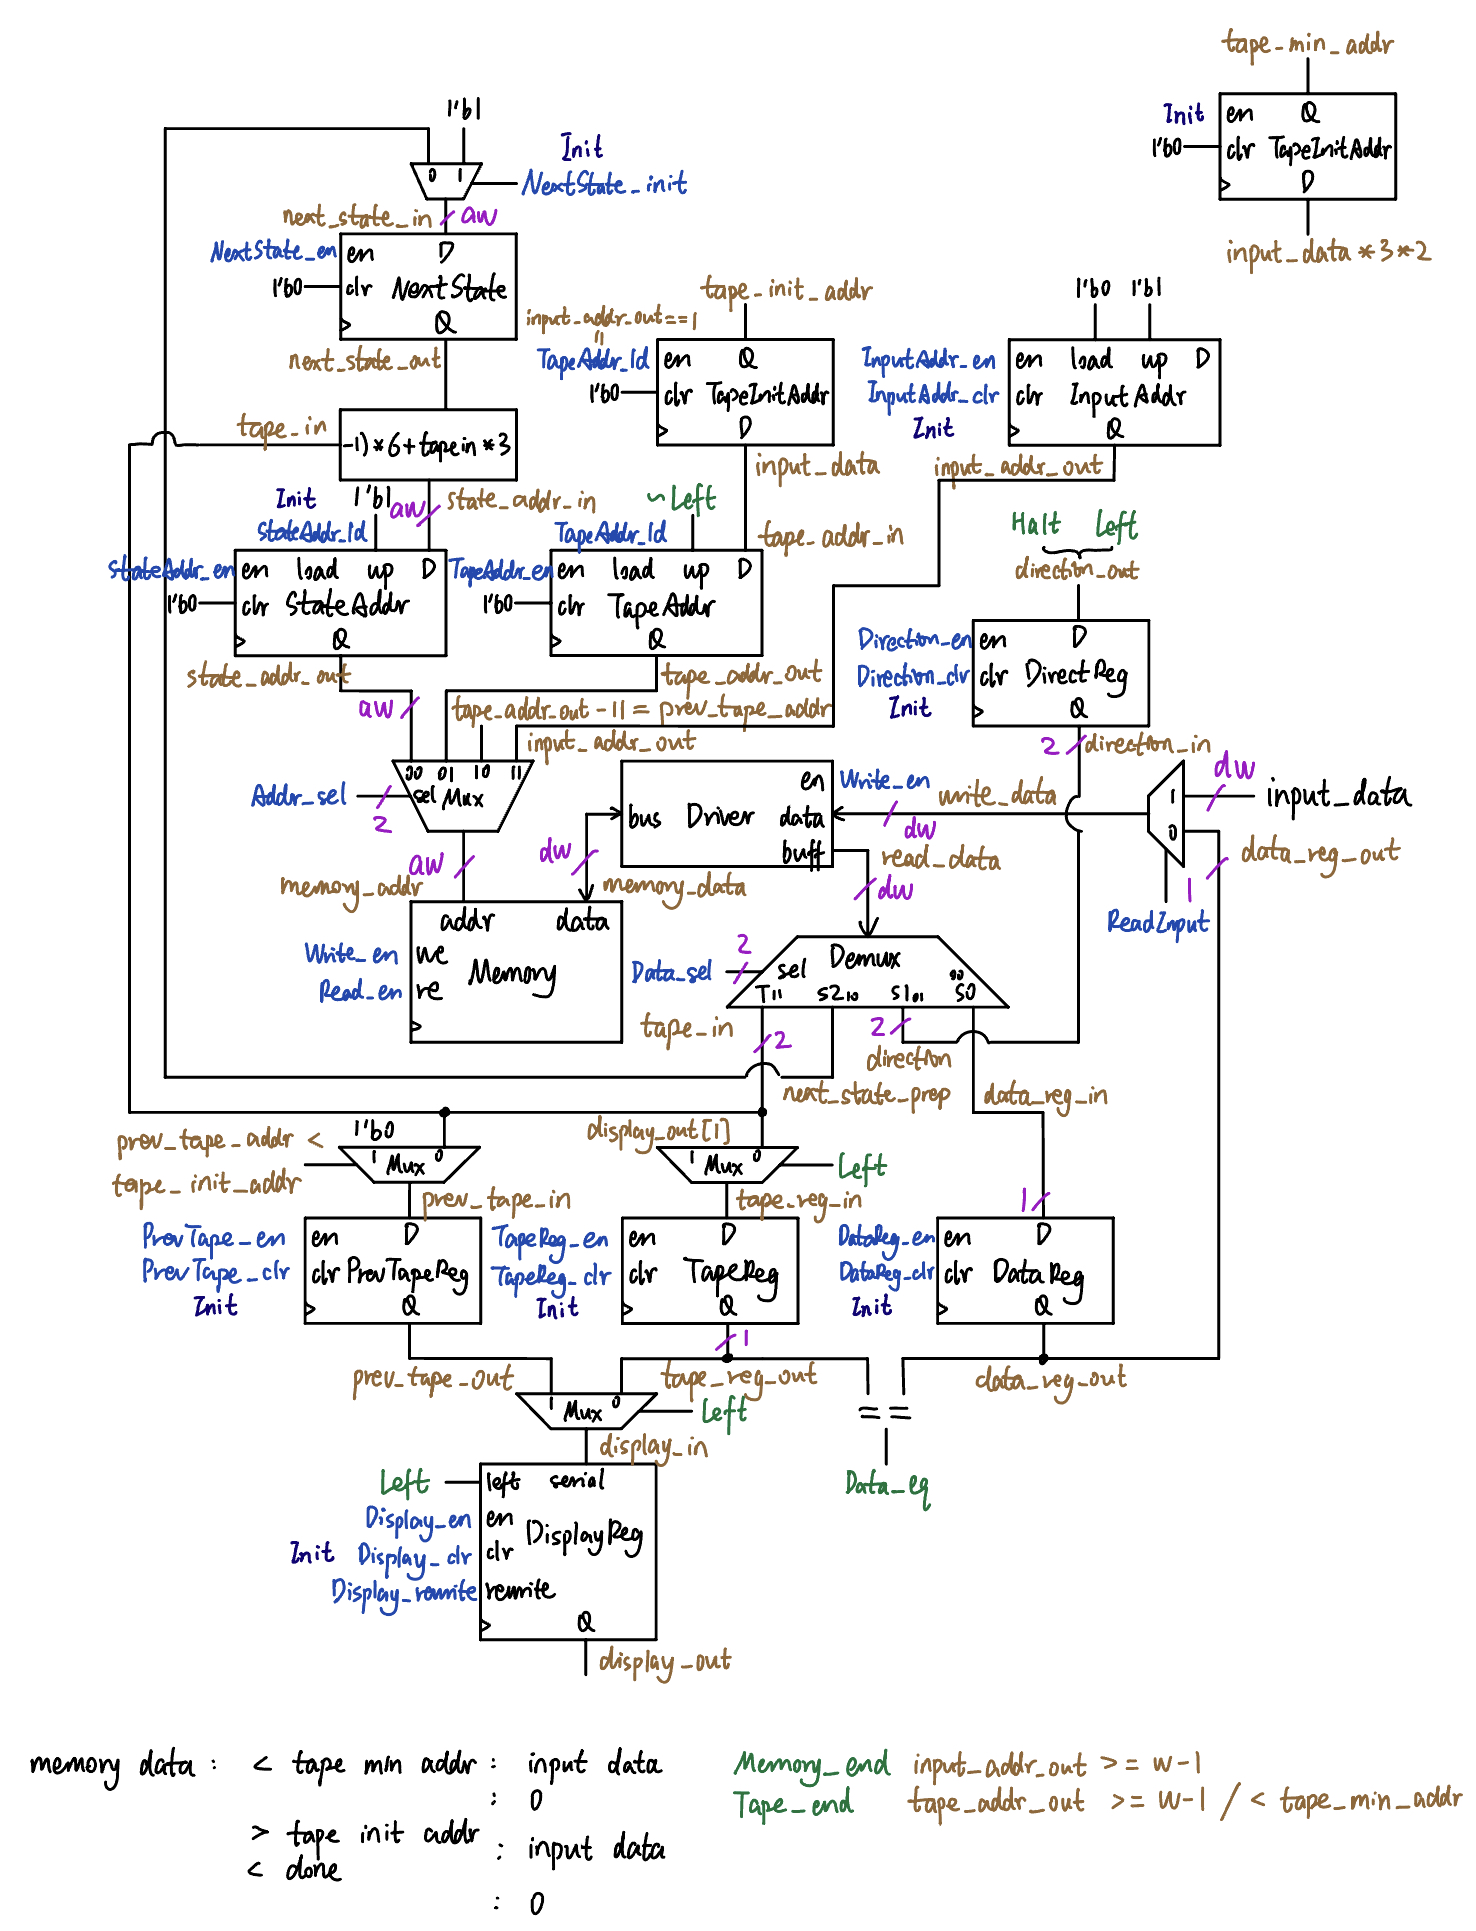 tape_min_addr
1'b1
Init
en Q
1'b0
clr TapeInitAddr
D
input_data *3*2
Init
0 1
NextState_init
next_state_in
aw
NextState_en
en D
1'b0
clr NextState
Q
next_state_out
tape_init_addr
input_addr_out==1
"
TapeAddr_ld
en Q
1'b0
clr TapeInitAddr
D
input_data
1'b0 1'b1
InputAddr_en
en load up D
InputAddr_clr
clr InputAddr
Init
Q
input_addr_out
tape_in
-1)*6+tapein*3
Init
1'b1
aw
state_addr_in
StateAddr_ld
StateAddr_en
en load up D
1'b0
clr StateAddr
Q
state_addr_out
~Left
TapeAddr_ld
tape_addr_in
TapeAddr_en
en load up D
1'b0
clr TapeAddr
Q
tape_addr_out
Halt Left
direction_out
Direction_en
en D
Direction_clr
clr DirectReg
Init
Q
2
direction_in
aw
tape_addr_out -1|= prev_tape_addr
input_addr_out
00 01 10 11
Addr_sel
2
sel Mux
aw
memory_addr
en
Write_en
bus Driver data
buff
dw
memory_data
write_data
dw
read_data
dw
1
0
dw
input_data
data_reg_out
1
ReadInput
addr data
Write_en
we
Memory
Read_en
re
2
Data_sel
sel Demux
T11 S210 S101 00 S0
tape_in
2
2
direction
next_state_prep
data_reg_in
prev_tape_addr <
tape_init_addr
1'b0
1 Mux 0
prev_tape_in
display_out[1]
1 Mux 0
Left
tape_reg_in
1
PrevTape_en
en D
PrevTape_clr
clr PrevTapeReg
Init
Q
TapeReg_en
en D
TapeReg_clr
clr TapeReg
Init
Q
DataReg_en
en D
DataReg_clr
clr DataReg
Init
Q
1
prev_tape_out
tape_reg_out
data_reg_out
1 Mux 0
Left
==
Data_eq
display_in
Left
left serial
Display_en
en
DisplayReg
Init
Display_clr
clr
Display_rewrite
rewrite
Q
display_out
memory data : < tape min addr : input data
: 0
> tape init addr
< done
: input data
: 0
Memory_end input_addr_out >= w-1
Tape_end tape_addr_out >= w-1 / < tape_min_addr